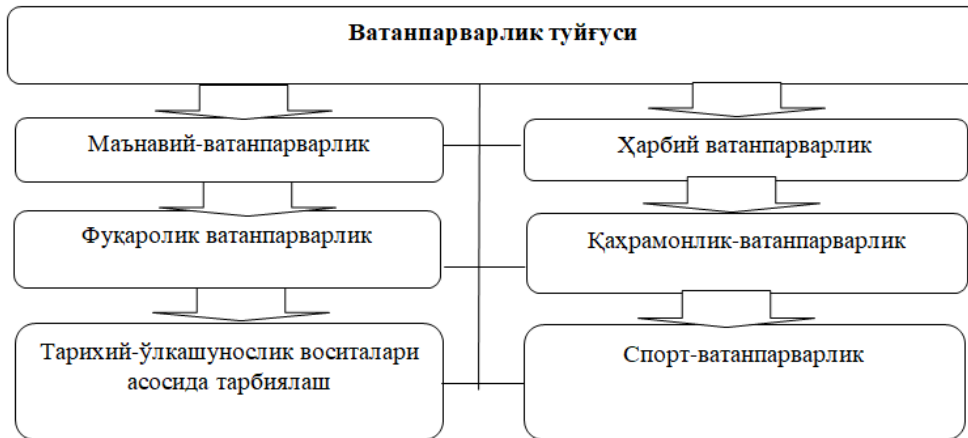 Ватанпарварлик туйғуси
Маънавий-ватанпарварлик
Ҳарбий ватанпарварлик
Фуқаролик ватанпарварлик
Қаҳрамонлик-ватанпарварлик
Тарихий-ўлкашунослик воситалари
асосида тарбиялаш
Спорт-ватанпарварлик